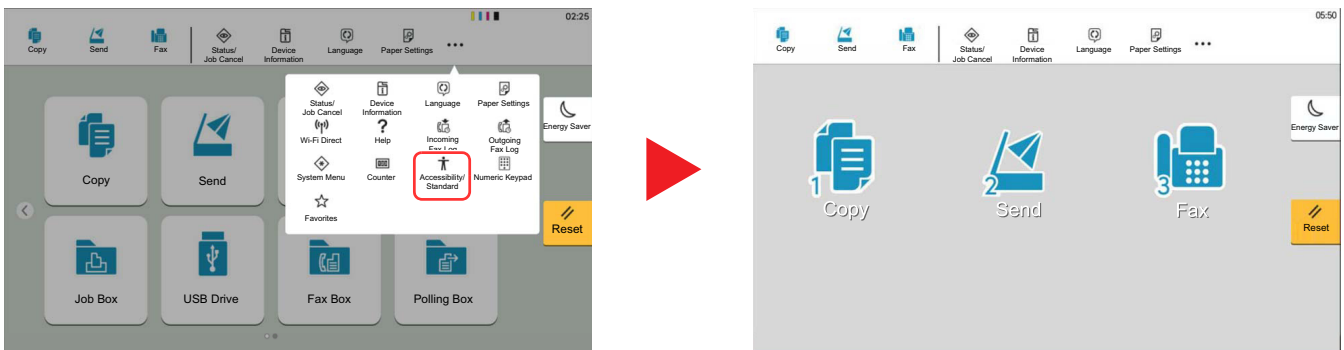 02:25
Copy
Send
Fax
Status/
Job Cancel
Device
Information
Language
Paper Settings
Status/
Job Cancel
Device
Information
Language
Paper Settings
Wi-Fi Direct
Help
Incoming
Fax Log
Outgoing
Fax Log
System Menu
Counter
Accessibility/
Standard
Numeric Keypad
Favorites
Energy Saver
Reset
Copy
Send
Job Box
USB Drive
Fax Box
Polling Box
05:50
Copy
Send
Fax
Status/
Job Cancel
Device
Information
Language
Paper Settings
Energy Saver
Reset
1
Copy
2
Send
3
Fax